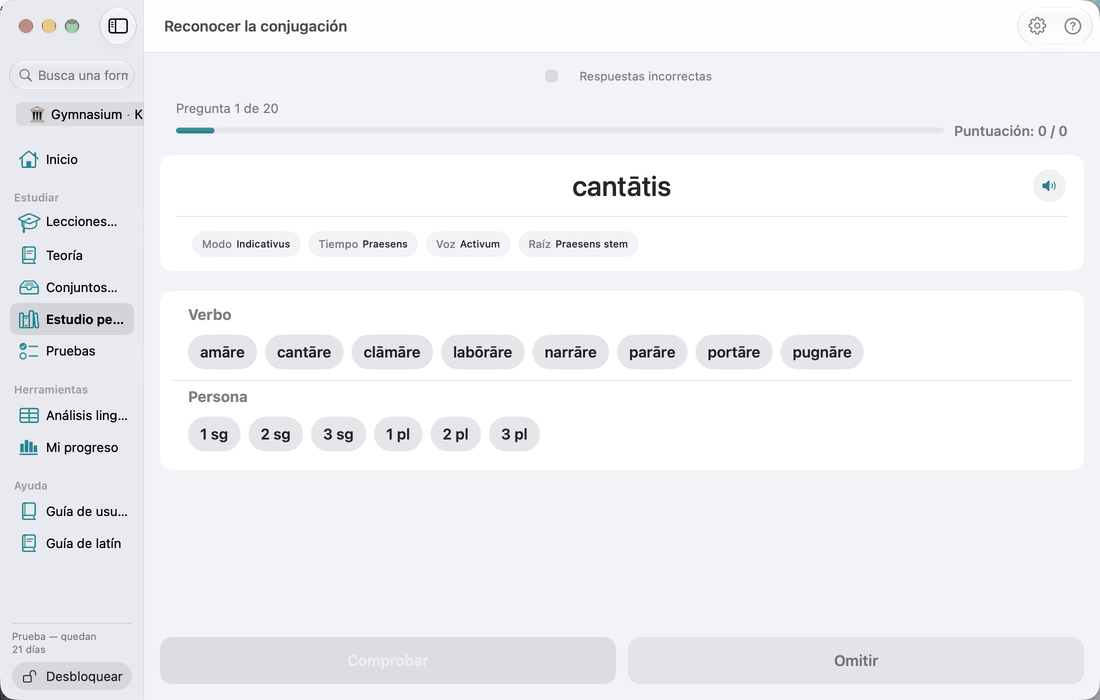 Reconocer la conjugación
Busca una forn
Gymnasium · K
Inicio
Estudiar
Lecciones...
Teoría
Conjuntos...
Estudio pe...
Pruebas
Herramientas
Análisis ling...
Mi progreso
Ayuda
Guía de usu...
Guía de latín
Prueba — quedan
21 días
Desbloquear
Respuestas incorrectas
Pregunta 1 de 20
Puntuación: 0 / 0
cantātis
Modo Indicativus Tiempo Praesens Voz Activum Raíz Praesens stem
Verbo
amāre cantāre clāmāre labōrāre narrāre parāre portāre pugnāre
Persona
1 sg 2 sg 3 sg 1 pl 2 pl 3 pl
Comprobar Omitir